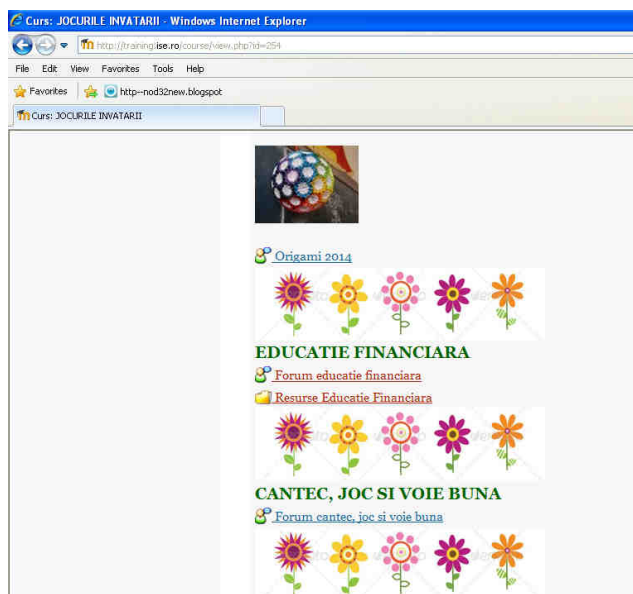 Curs: JOCURILE INVATARII - Windows Internet Explorer
http://training.ise.ro/course/view.php?id=254
File Edit View Favorites Tools Help
Favorites http--nod32new.blogspot
Curs: JOCURILE INVATARII
Origami 2014
EDUCATIE FINANCIARA
Forum educatie financiara
Resurse Educatie Financiara
CANTEC, JOC SI VOIE BUNA
Forum cantec, joc si voie buna